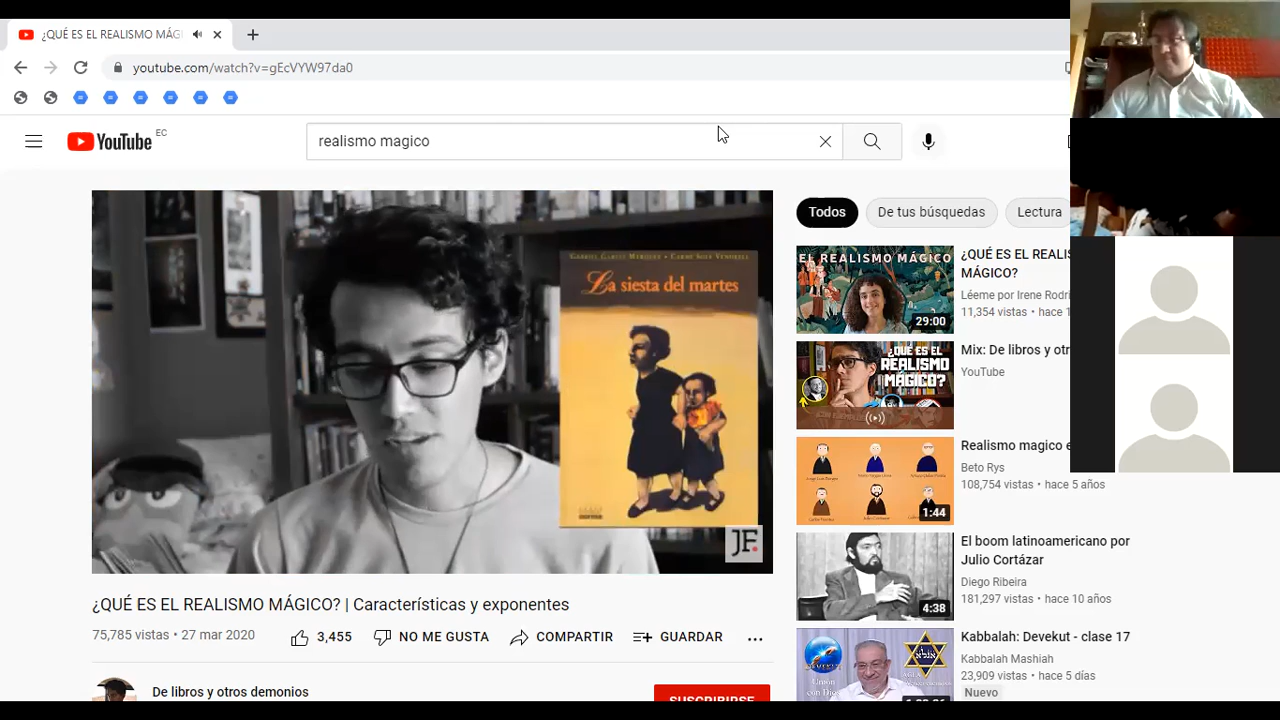 ¿QUÉ ES EL REALISMO MÁGI
youtube.com/watch?v=gEcVYW97da0
YouTube
EC
realismo magico
GABRIEL GARCÍA MÁRQUEZ • CARME SOLÉ VENDRELL
La siesta del martes
JF.
¿QUÉ ES EL REALISMO MÁGICO? | Características y exponentes
75,785 vistas • 27 mar 2020
3,455
NO ME GUSTA
COMPARTIR
GUARDAR
De libros y otros demonios
SUSCRIBIRSE
Todos
De tus búsquedas
Lectura
EL REALISMO MÁGICO
29:00
¿QUÉ ES EL REALIS
MÁGICO?
Léeme por Irene Rodri
11,354 vistas • hace 1
¿QUÉ ES EL
REALISMO
MÁGICO?
Mix: De libros y otr
YouTube
1:44
Realismo magico e
Beto Rys
108,754 vistas • hace 5 años
4:38
El boom latinoamericano por
Julio Cortázar
Diego Ribeira
181,297 vistas • hace 10 años
Unión
con Dios
Kabbalah: Devekut - clase 17
Kabbalah Mashiah
23,909 vistas • hace 5 días
Nuevo